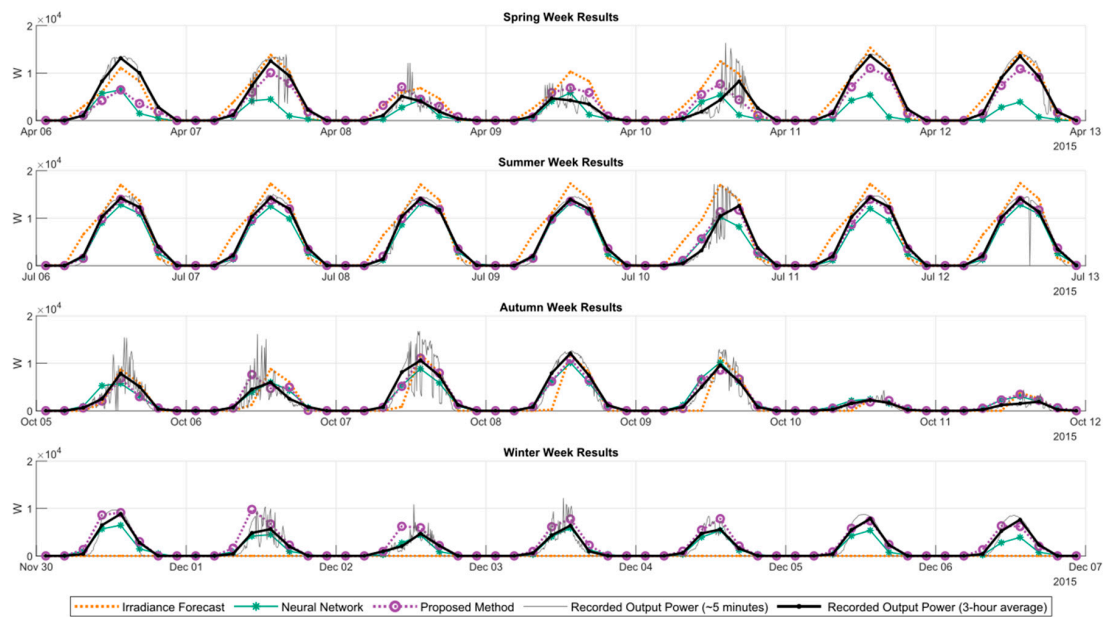 Spring Week Results
2 ×10^4
1
W
0
Apr 06 Apr 07 Apr 08 Apr 09 Apr 10 Apr 11 Apr 12 Apr 13
2015
Summer Week Results
2 ×10^4
1
W
0
Jul 06 Jul 07 Jul 08 Jul 09 Jul 10 Jul 11 Jul 12 Jul 13
2015
Autumn Week Results
2 ×10^4
1
W
0
Oct 05 Oct 06 Oct 07 Oct 08 Oct 09 Oct 10 Oct 11 Oct 12
2015
Winter Week Results
2 ×10^4
1
W
0
Nov 30 Dec 01 Dec 02 Dec 03 Dec 04 Dec 05 Dec 06 Dec 07
2015
Irradiance Forecast Neural Network Proposed Method Recorded Output Power (~5 minutes) Recorded Output Power (3-hour average)